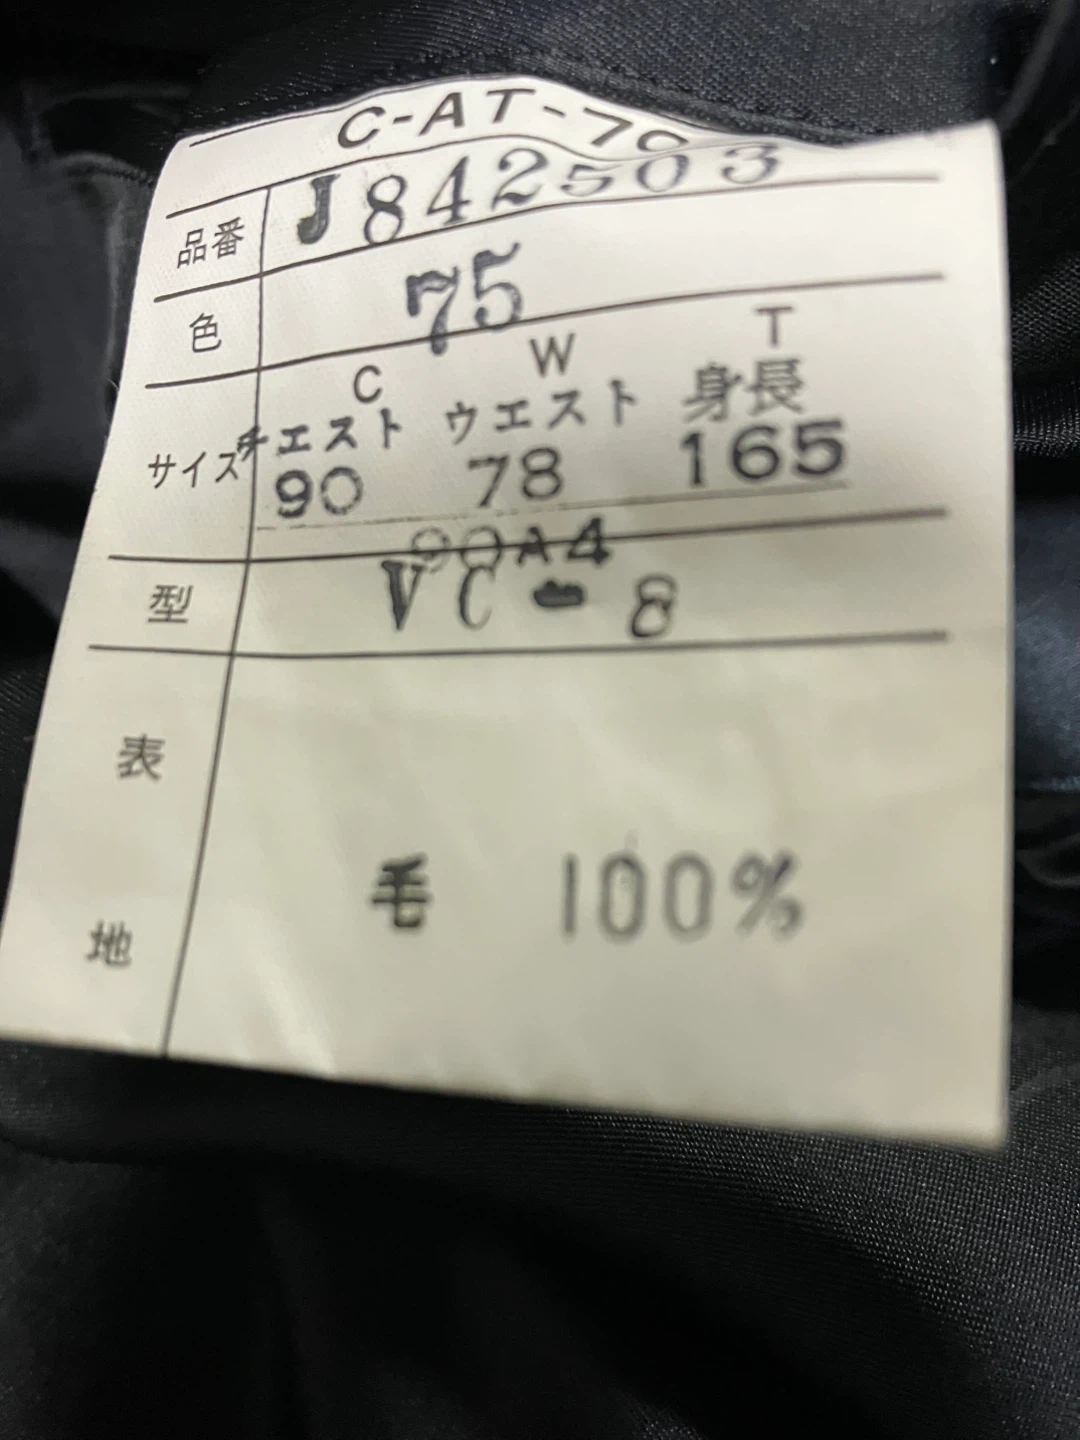 C-AT-70
品番 J842503
色 75
C W T
サイズ チエスト ウエスト 身長
90 78 165
90A4
型 VC-8
表地
毛 100%